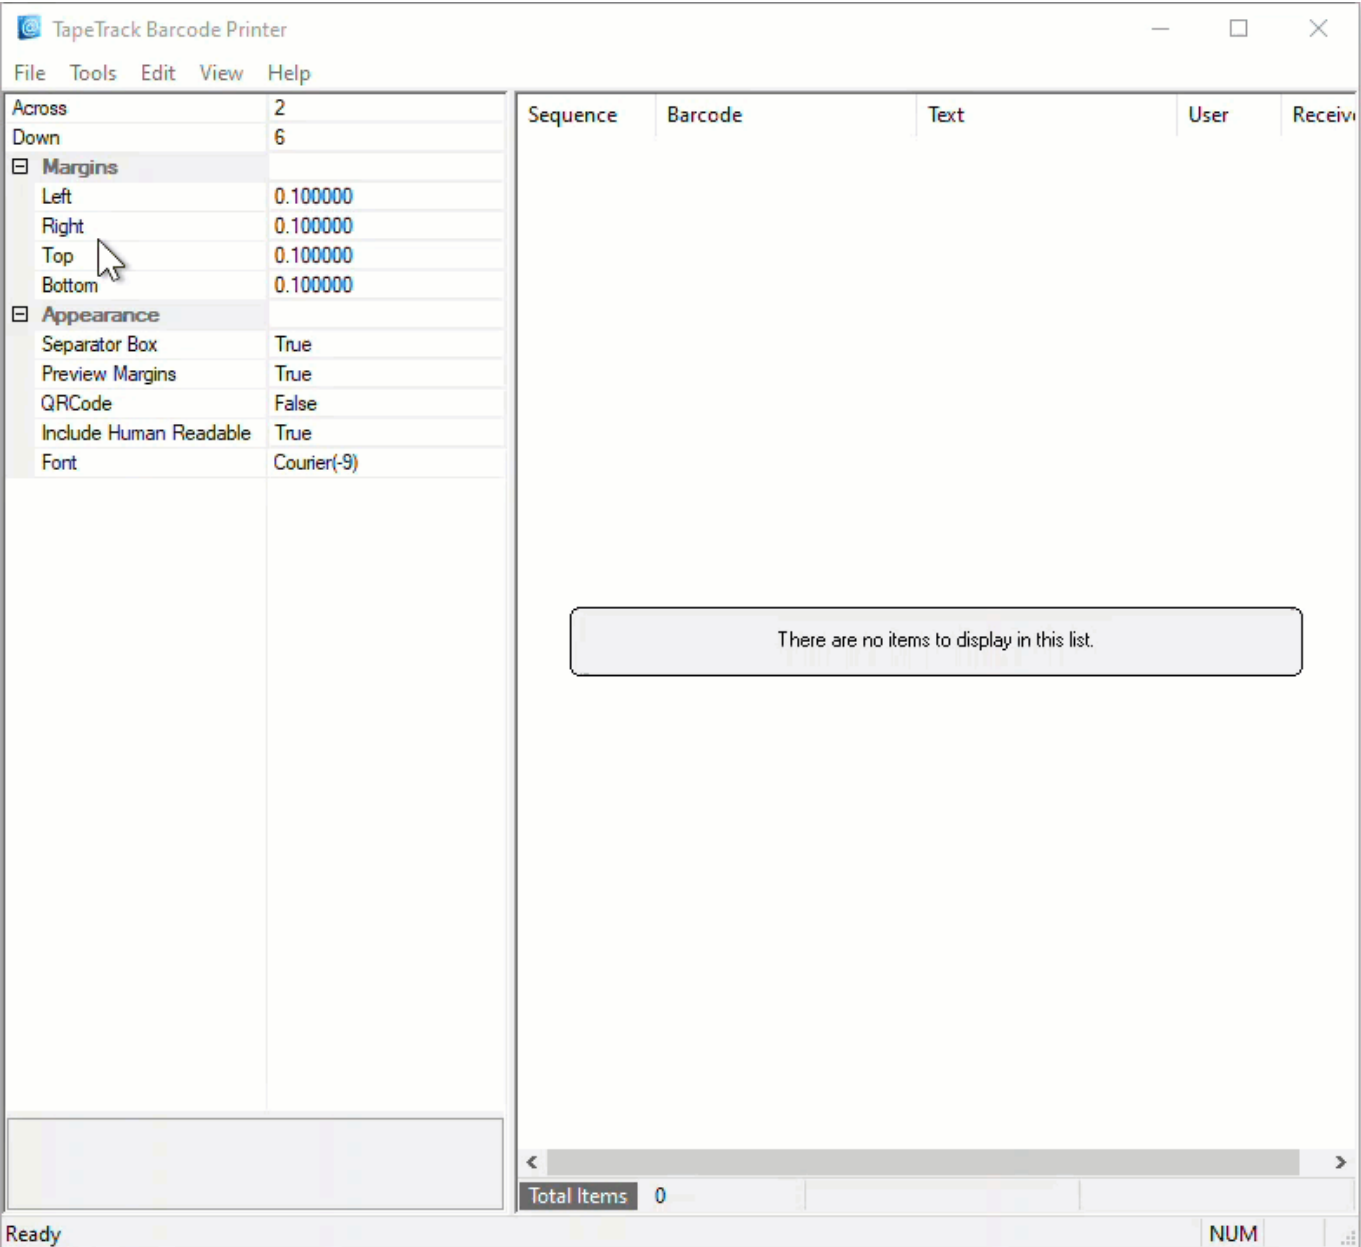 TapeTrack Barcode Printer
File Tools Edit View Help
Across 2
Down 6
Margins
Left 0.100000
Right 0.100000
Top 0.100000
Bottom 0.100000
Appearance
Separator Box True
Preview Margins True
QRCode False
Include Human Readable True
Font Courier(-9)
Sequence Barcode Text User Receiv
There are no items to display in this list.
Total Items 0
Ready NUM